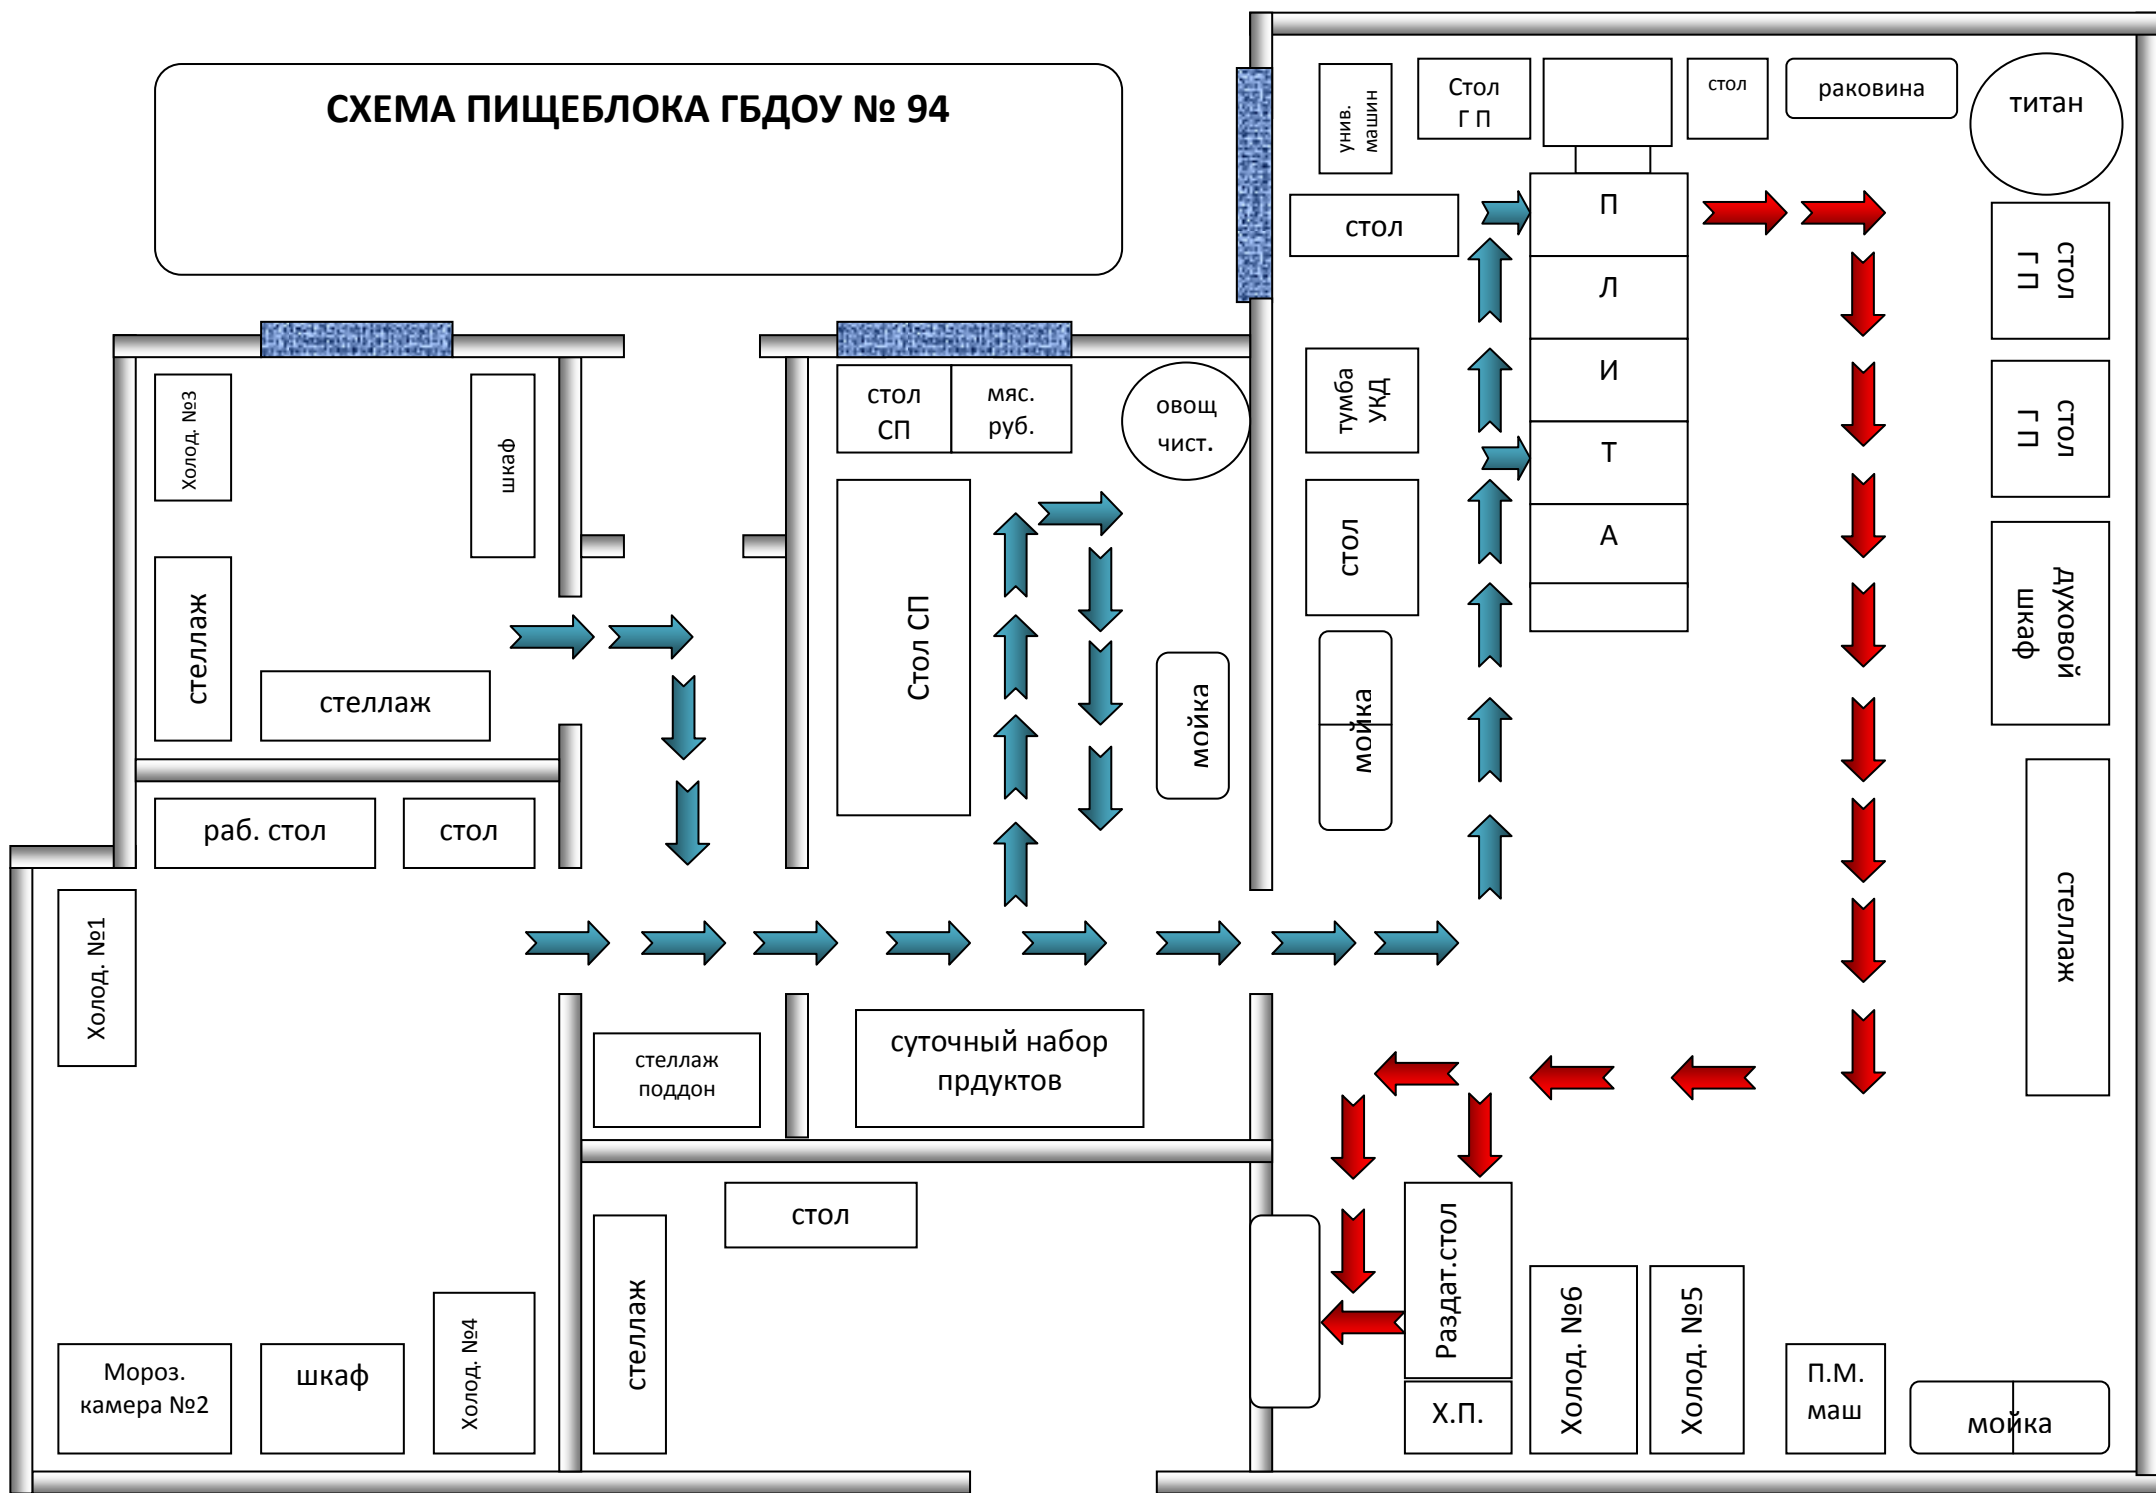 СХЕМА ПИЩЕБЛОКА ГБДОУ № 94
унив.
машин
Стол
Г П
стол
раковина
титан
стол
П
Л
И
Т
А
стол
Г П
стол
Г П
духовой
шкаф
стеллаж
тумба
УКД
стол
мойка
Холод. №3
шкаф
стеллаж
стеллаж
стол
СП
мяс.
руб.
овощ
чист.
Стол СП
мойка
раб. стол
стол
Холод. №1
стеллаж
поддон
суточный набор
прдуктов
Мороз.
камера №2
шкаф
Холод. №4
стеллаж
стол
Раздат.стол
Х.П.
Холод. №6
Холод. №5
П.М.
маш
мойка